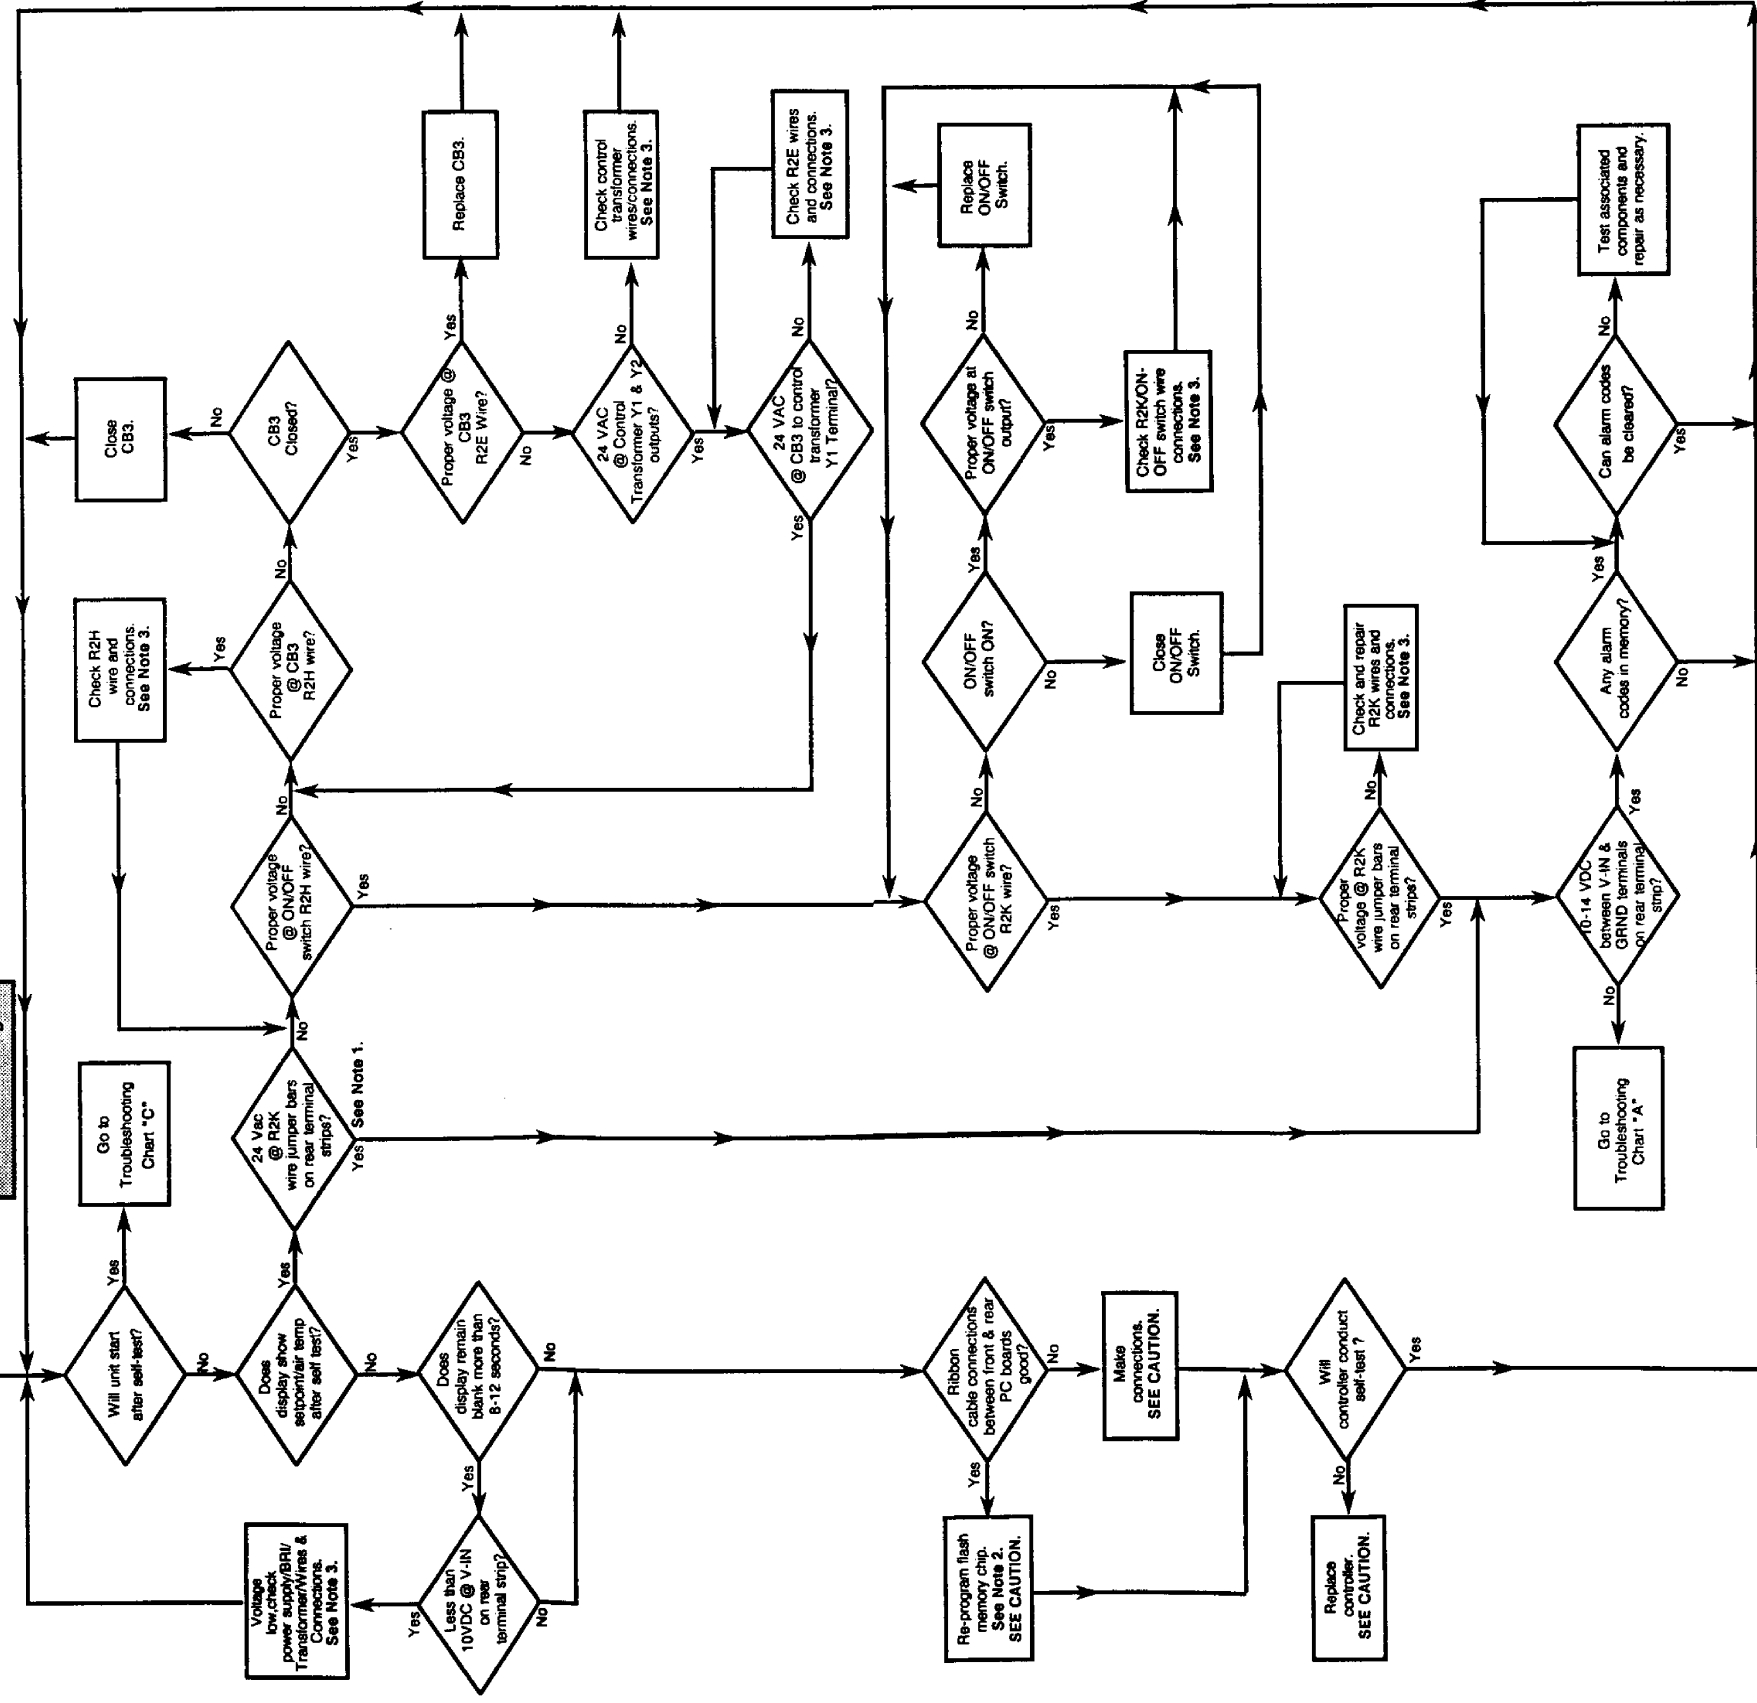 Close
CB3.
Check R2H
wire and
connections.
See Note 3.
Go to
Troubleshooting
Chart "C"
Yes
Will unit start
after self-test?
No
No
CB3
Closed?
Yes
Yes
Proper voltage
@ CB3
R2H wire?
No
No
Proper voltage
@ ON/OFF
switch R2H wire?
Yes
No
24 Vac
@ R2K
wire jumper bars
on rear terminal
strips?
Yes
See Note 1.
Yes
Does
display show
setpoint/air temp
after self test?
No
Voltage
low,check
power supply/BRI/
Transformer/Wires &
Connections.
See Note 3.
Replace CB3.
Yes
Proper voltage @
CB3
R2E Wire?
No
Does
display remain
blank more than
8-12 seconds?
Yes
No
Yes
Less than
10VDC @ V-IN
on rear
terminal strip?
No
Check control
transformer
wires/connections.
See Note 3.
No
24 VAC
@ Control
Transformer Y1 & Y2
outputs?
Yes
Check R2E wires
and connections.
See Note 3.
No
24 VAC
@ CB3 to control
transformer
Y1 Terminal?
Yes
Replace
ON/OFF
Switch.
No
Proper voltage at
ON/OFF switch
output?
Yes
Yes
ON/OFF
switch ON?
No
No
Proper voltage
@ ON/OFF switch
R2K wire?
Yes
Ribbon
cable connections
between front & rear
PC boards
good?
Yes
No
Re-program flash
memory chip.
See Note 2.
SEE CAUTION.
Check R2K/ON-
OFF switch wire
connections.
See Note 3.
Close
ON/OFF
Switch.
Make
connections.
SEE CAUTION.
Check and repair
R2K wires and
connections.
See Note 3.
No
Proper
voltage @ R2K
wire jumper bars
on rear terminal
strips?
Yes
Will
controller conduct
self-test ?
No
Yes
Replace
controller.
SEE CAUTION.
Test associated
components and
repair as necessary.
No
Can alarm codes
be cleared?
Yes
Yes
Any alarm
codes in memory?
No
Yes
10-14 VDC
between V-IN &
GRND terminals
on rear terminal
strip?
No
Go to
Troubleshooting
Chart "A"